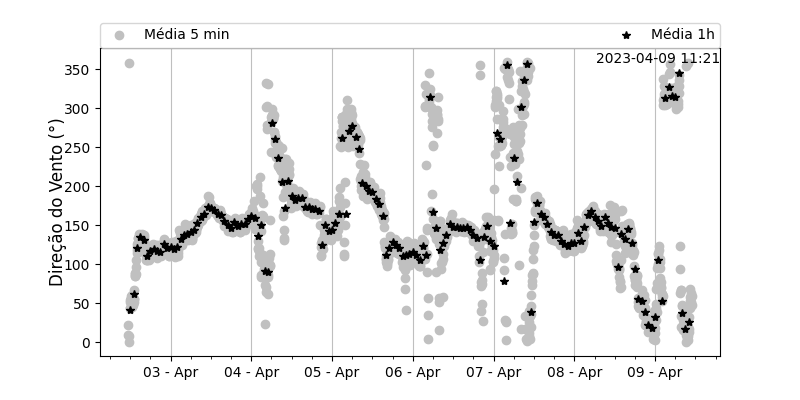 Média 5 min
Média 1h
2023-04-09 11:21
Direção do Vento (°)
350
300
250
200
150
100
50
0
03 - Apr
04 - Apr
05 - Apr
06 - Apr
07 - Apr
08 - Apr
09 - Apr